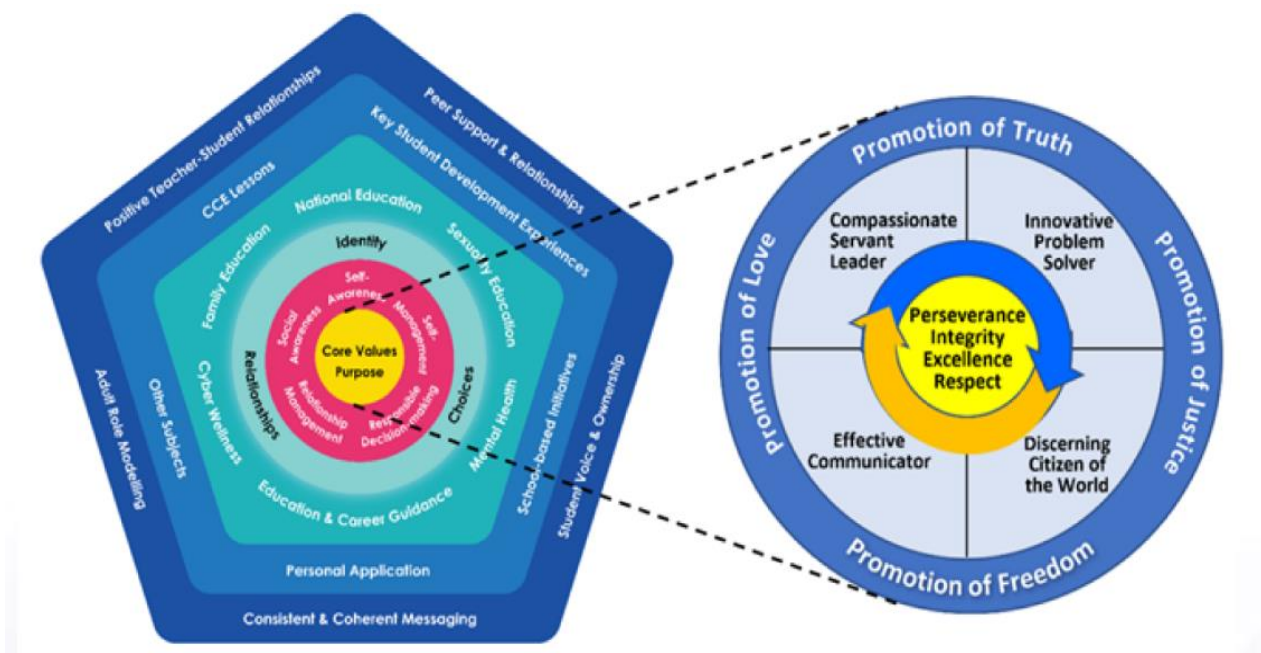 Positive Teacher-Student Relationships
Peer Support & Relationships
Adult Role Modelling
Student Voice & Ownership
Consistent & Coherent Messaging
CCE Lessons
Key Student Development Experiences
Other Subjects
School-based Initiatives
Personal Application
National Education
Family Education
Sexuality Education
Cyber Wellness
Mental Health
Education & Career Guidance
Identity
Relationships
Choices
Self-
Awareness
Social
Awareness
Self-
Management
Relationship
Management
Responsible
Decision-making
Core Values
Purpose
Promotion of Truth
Promotion of Love
Promotion of Justice
Promotion of Freedom
Compassionate
Servant
Leader
Innovative
Problem
Solver
Perseverance
Integrity
Excellence
Respect
Effective
Communicator
Discerning
Citizen of
the World